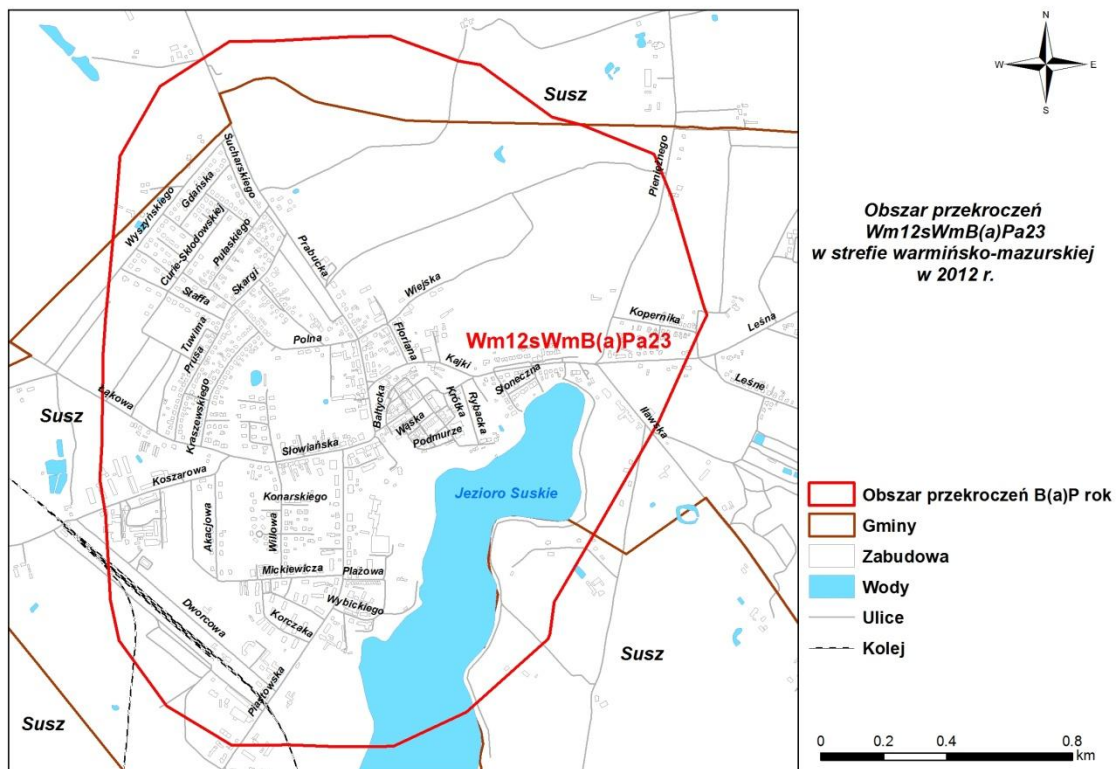 N
W
E
S
Susz
Sucharskiego
Pieniężnego
Gdańska
Wyszyńskiego
Curie-Skłodowskiej
Pułaskiego
Prabucka
Staffa
Skargi
Wiejska
Obszar przekroczeń
Wm12sWmB(a)Pa23
w strefie warmińsko-mazurskiej
w 2012 r.
Tuwima
Prusa
Polna
Floriana
Wm12sWmB(a)Pa23
Kopernika
Leśna
Kajki
Słoneczna
Leśne
Łąkowa
Susz
Kraszewskiego
Bałtycka
Wąska
Krótka
Rybacka
Podmurze
Iławska
Słowiańska
Koszarowa
Jezioro Suskie
Konarskiego
Akacjowa
Willowa
Mickiewicza
Plażowa
Wybickiego
Dworcowa
Korczaka
Piastowska
Susz
Susz
Obszar przekroczeń B(a)P rok
Gminy
Zabudowa
Wody
Ulice
Kolej
0 0.2 0.4 0.8
km